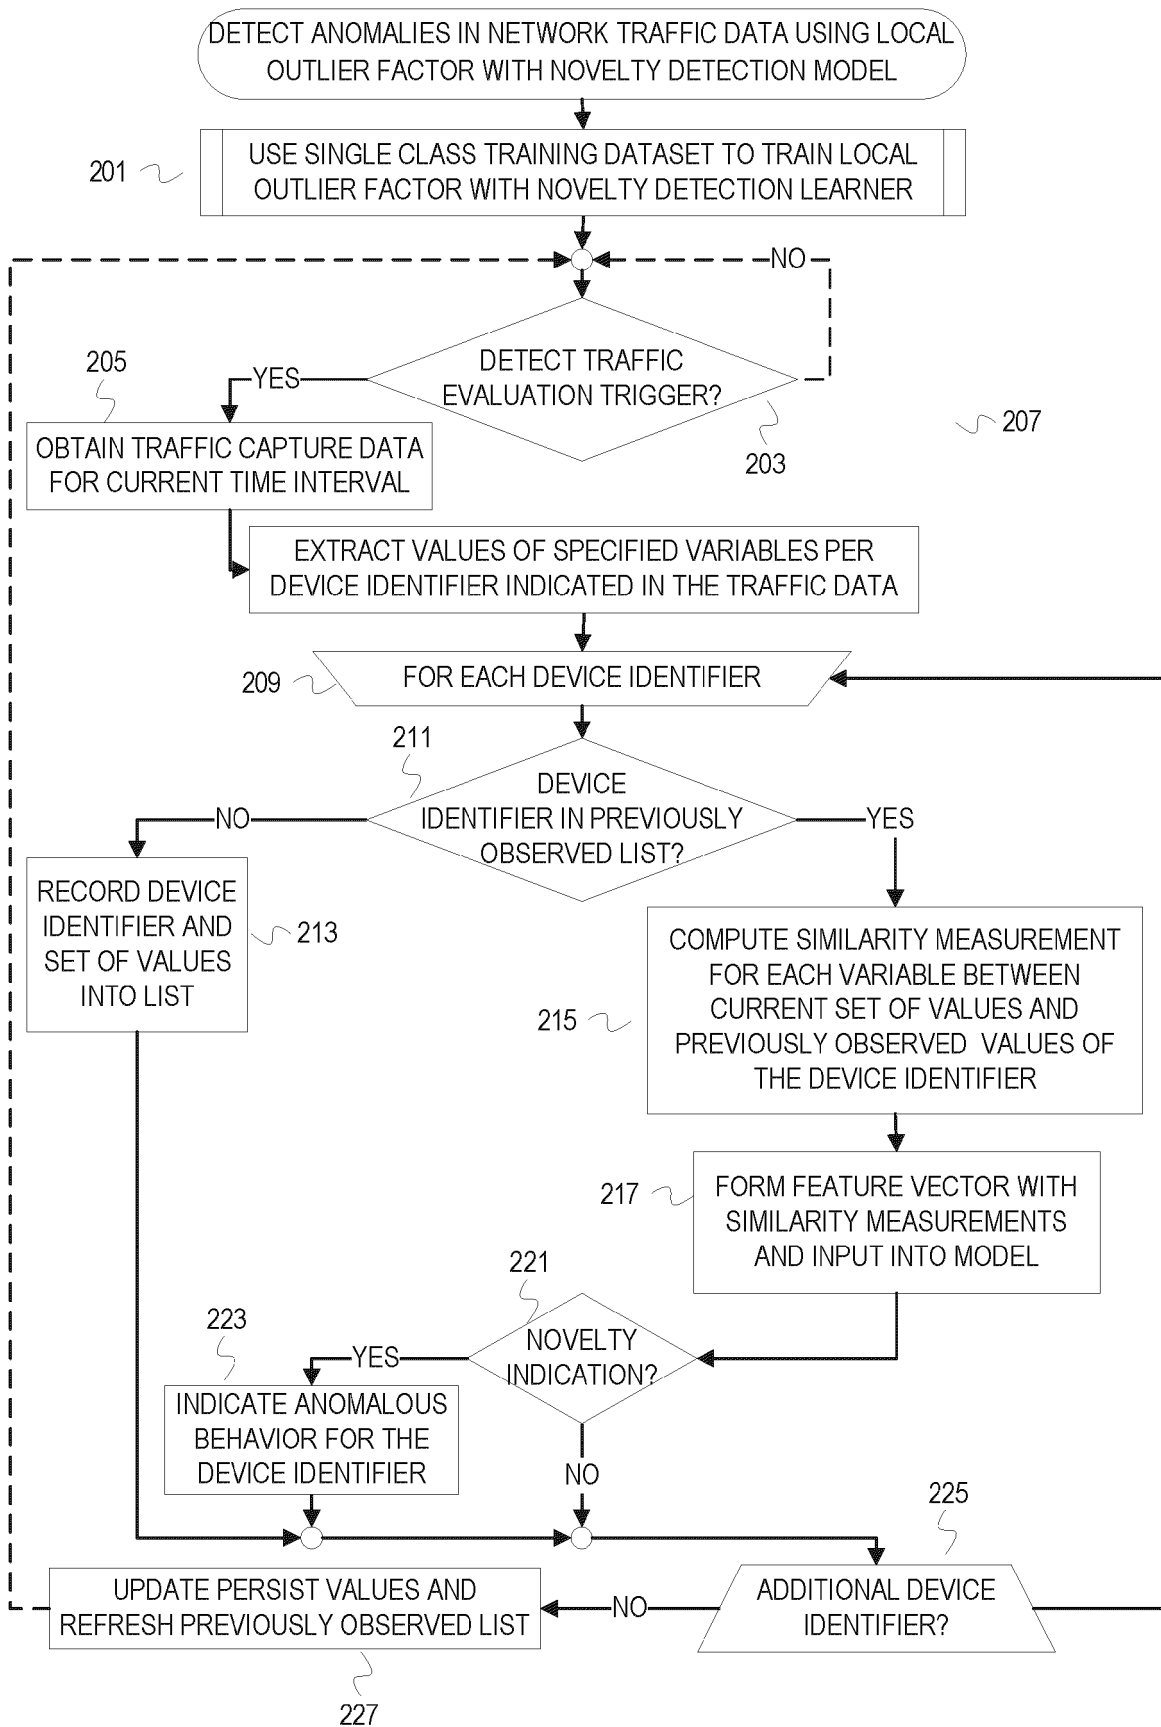 DETECT ANOMALIES IN NETWORK TRAFFIC DATA USING LOCAL
OUTLIER FACTOR WITH NOVELTY DETECTION MODEL
201
USE SINGLE CLASS TRAINING DATASET TO TRAIN LOCAL
OUTLIER FACTOR WITH NOVELTY DETECTION LEARNER
NO
DETECT TRAFFIC
EVALUATION TRIGGER?
YES
203
205
OBTAIN TRAFFIC CAPTURE DATA
FOR CURRENT TIME INTERVAL
207
EXTRACT VALUES OF SPECIFIED VARIABLES PER
DEVICE IDENTIFIER INDICATED IN THE TRAFFIC DATA
209
FOR EACH DEVICE IDENTIFIER
211
DEVICE
IDENTIFIER IN PREVIOUSLY
OBSERVED LIST?
NO
YES
RECORD DEVICE
IDENTIFIER AND
SET OF VALUES
INTO LIST
213
COMPUTE SIMILARITY MEASUREMENT
FOR EACH VARIABLE BETWEEN
CURRENT SET OF VALUES AND
PREVIOUSLY OBSERVED VALUES OF
THE DEVICE IDENTIFIER
215
217
FORM FEATURE VECTOR WITH
SIMILARITY MEASUREMENTS
AND INPUT INTO MODEL
221
NOVELTY
INDICATION?
YES
NO
223
INDICATE ANOMALOUS
BEHAVIOR FOR THE
DEVICE IDENTIFIER
225
ADDITIONAL DEVICE
IDENTIFIER?
NO
UPDATE PERSIST VALUES AND
REFRESH PREVIOUSLY OBSERVED LIST
227